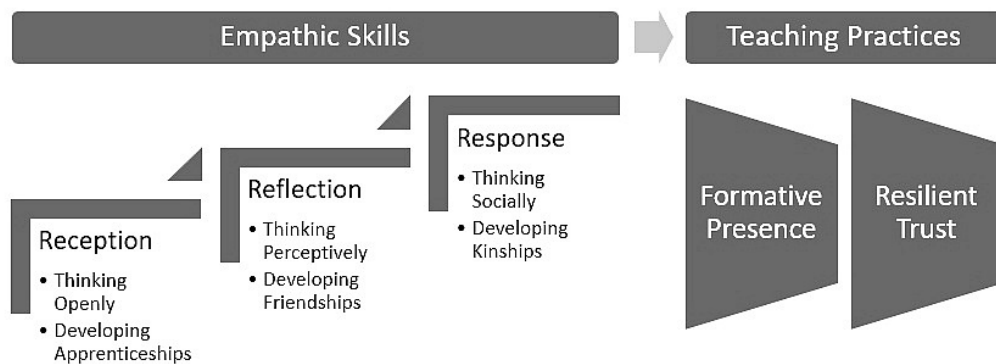 Empathic Skills
Teaching Practices
Reception
• Thinking
Openly
• Developing
Apprenticeships
Reflection
• Thinking
Perceptively
• Developing
Friendships
Response
• Thinking
Socially
• Developing
Kinships
Formative
Presence
Resilient
Trust